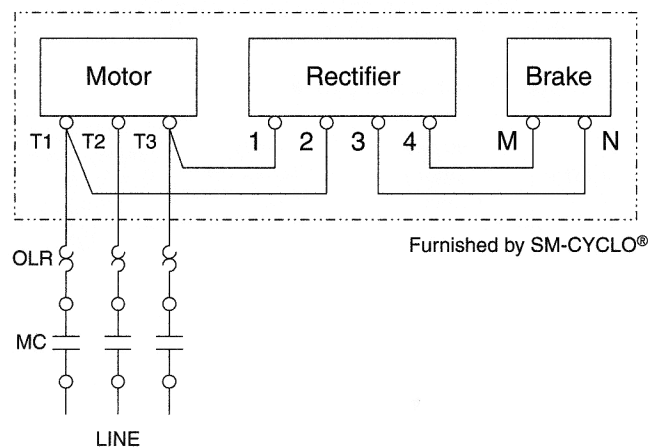 Motor Rectifier Brake
T1 T2 T3 1 2 3 4 M N
Furnished by SM-CYCLO®
OLR
MC
LINE